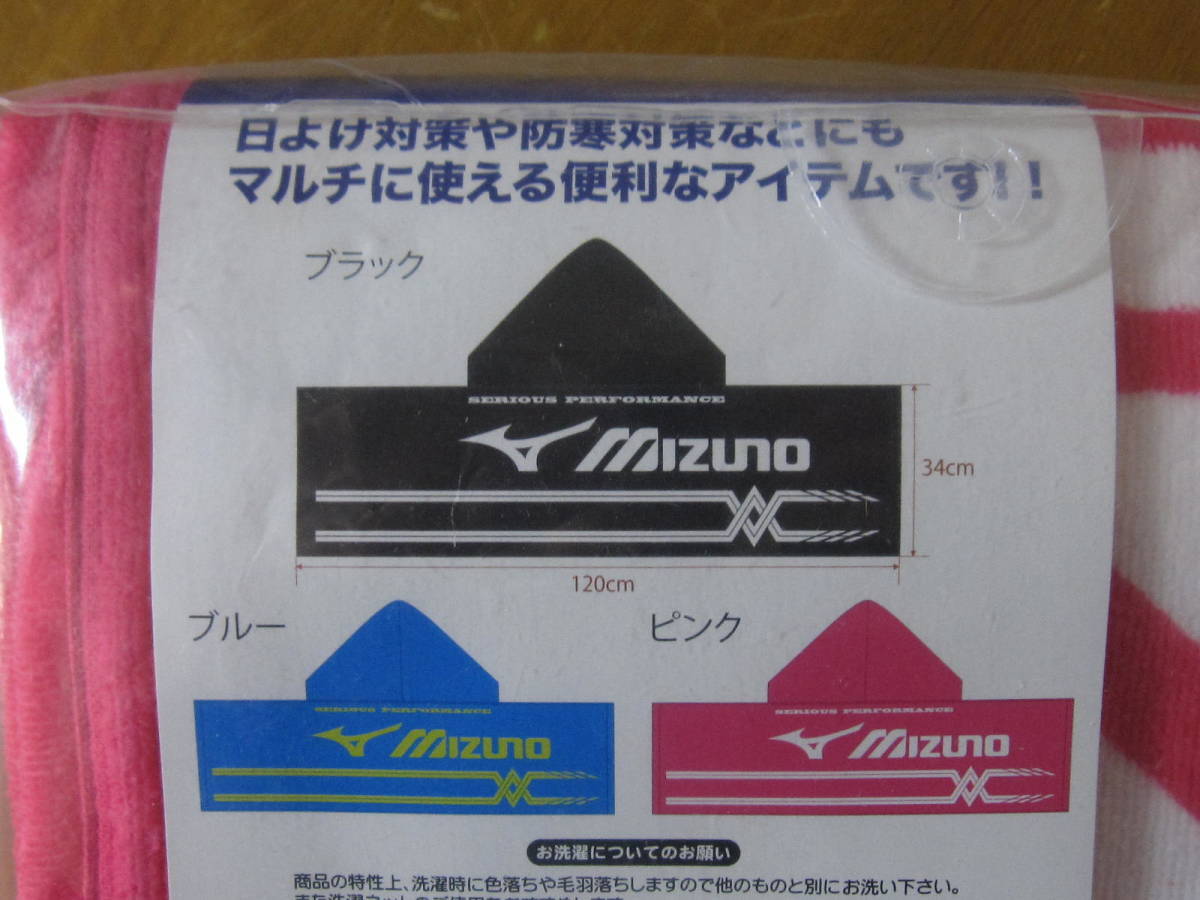 日よけ対策や防寒対策などにも
マルチに使える便利なアイテムです!!
ブラック
SERIOUS PERFORMANCE
MIZUNO
34cm
120cm
ブルー
SERIOUS PERFORMANCE
MIZUNO
ピンク
SERIOUS PERFORMANCE
MIZUNO
お洗濯についてのお願い
商品の特性上、洗濯時に色落ちや毛羽落ちしますので他のものと別にお洗い下さい。